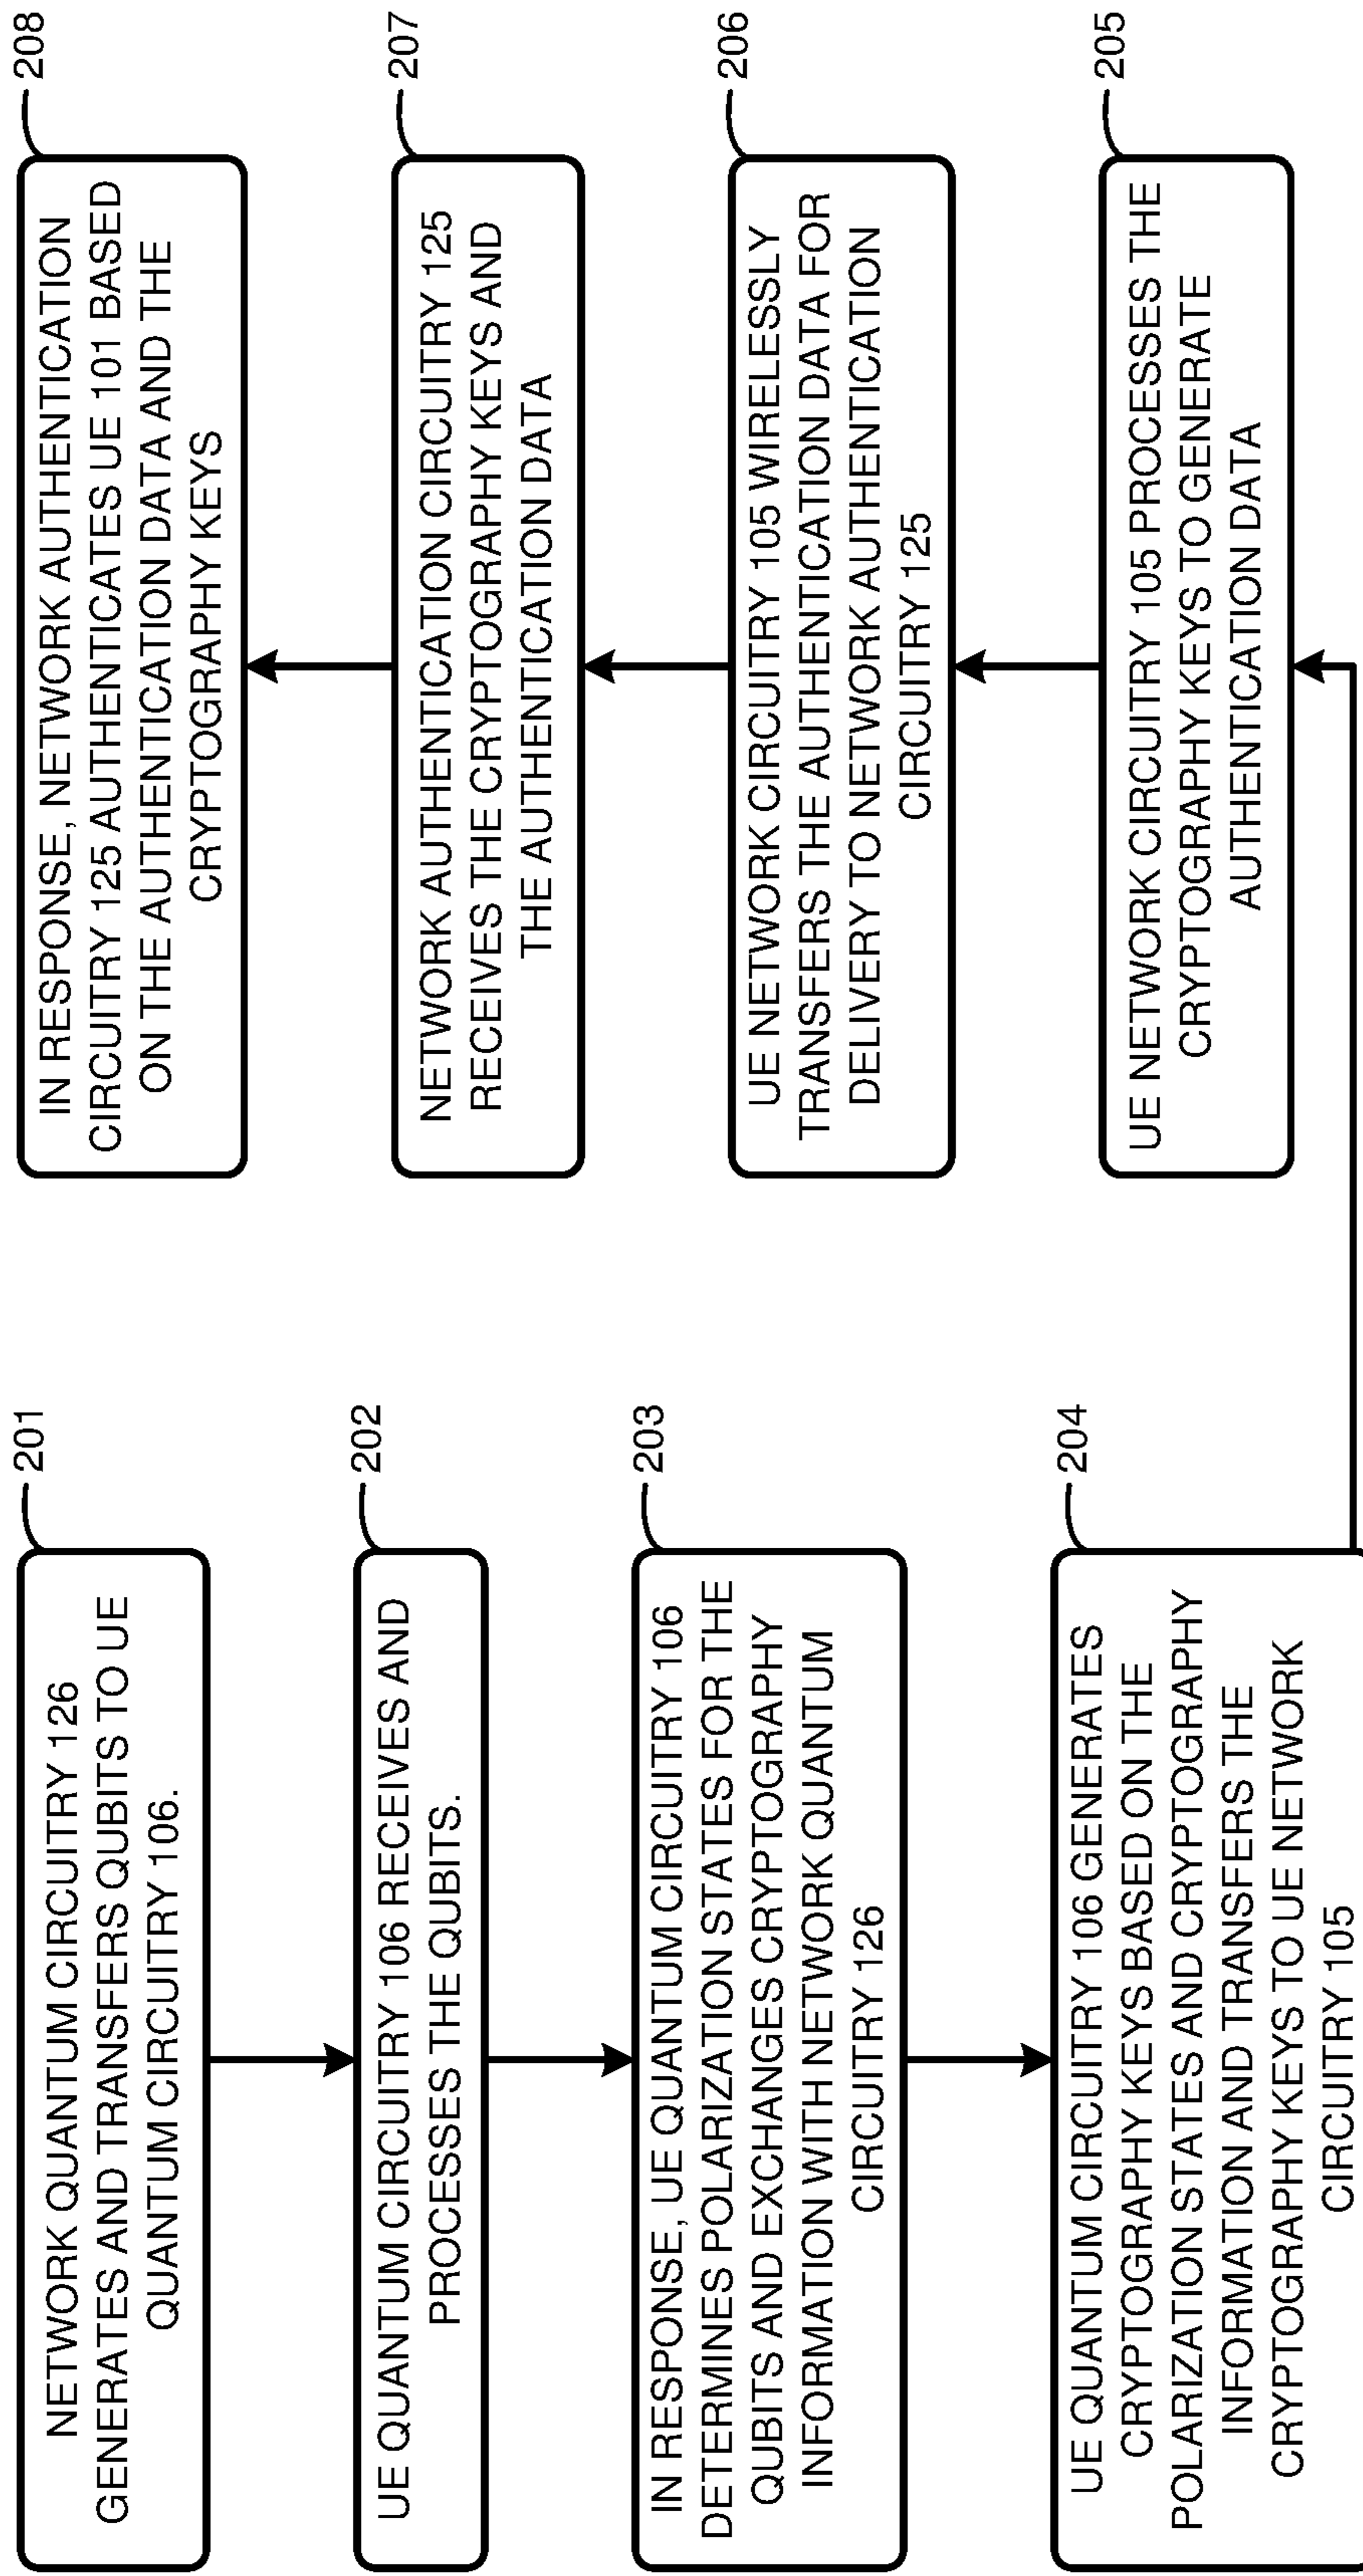 201
NETWORK QUANTUM CIRCUITRY 126
GENERATES AND TRANSFERS QUBITS TO UE
QUANTUM CIRCUITRY 106.
202
UE QUANTUM CIRCUITRY 106 RECEIVES AND
PROCESSES THE QUBITS.
203
IN RESPONSE, UE QUANTUM CIRCUITRY 106
DETERMINES POLARIZATION STATES FOR THE
QUBITS AND EXCHANGES CRYPTOGRAPHY
INFORMATION WITH NETWORK QUANTUM
CIRCUITRY 126
204
UE QUANTUM CIRCUITRY 106 GENERATES
CRYPTOGRAPHY KEYS BASED ON THE
POLARIZATION STATES AND CRYPTOGRAPHY
INFORMATION AND TRANSFERS THE
CRYPTOGRAPHY KEYS TO UE NETWORK
CIRCUITRY 105
205
UE NETWORK CIRCUITRY 105 PROCESSES THE
CRYPTOGRAPHY KEYS TO GENERATE
AUTHENTICATION DATA
206
UE NETWORK CIRCUITRY 105 WIRELESSLY
TRANSFERS THE AUTHENTICATION DATA FOR
DELIVERY TO NETWORK AUTHENTICATION
CIRCUITRY 125
207
NETWORK AUTHENTICATION CIRCUITRY 125
RECEIVES THE CRYPTOGRAPHY KEYS AND
THE AUTHENTICATION DATA
208
IN RESPONSE, NETWORK AUTHENTICATION
CIRCUITRY 125 AUTHENTICATES UE 101 BASED
ON THE AUTHENTICATION DATA AND THE
CRYPTOGRAPHY KEYS